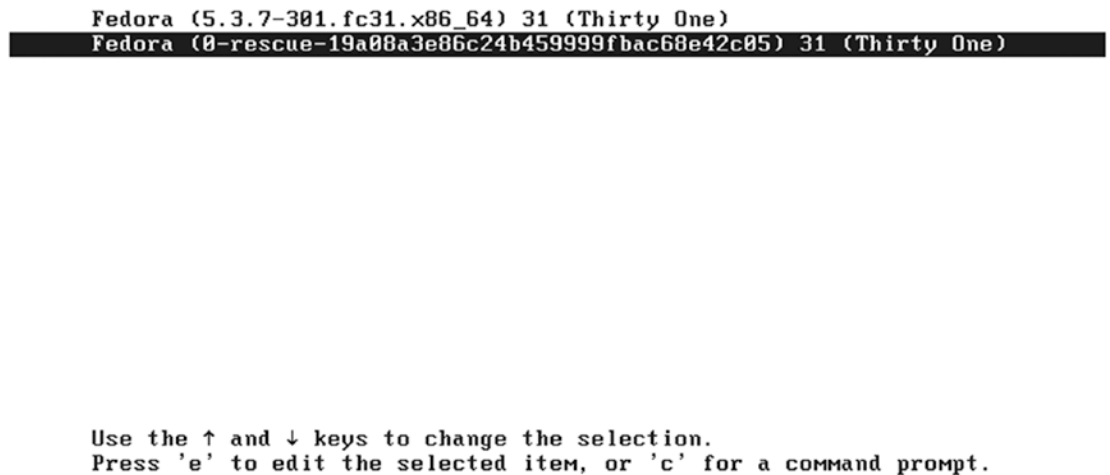 Fedora (5.3.7-301.fc31.x86_64) 31 (Thirty One)
Fedora (0-rescue-19a08a3e86c24b459999fbac68e42c05) 31 (Thirty One)
Use the ↑ and ↓ keys to change the selection.
Press 'e' to edit the selected item, or 'c' for a command prompt.